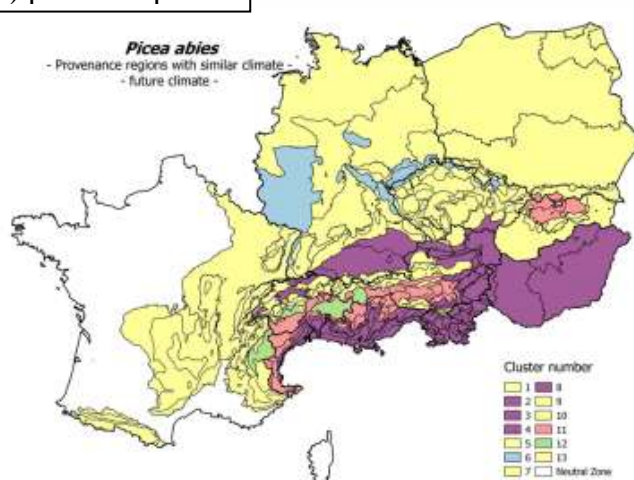 Picea abies
- Provenance regions with similar climate -
- future climate -
Cluster number
1 8
2 9
3 10
4 11
5 12
6 13
7 Neutral Zone